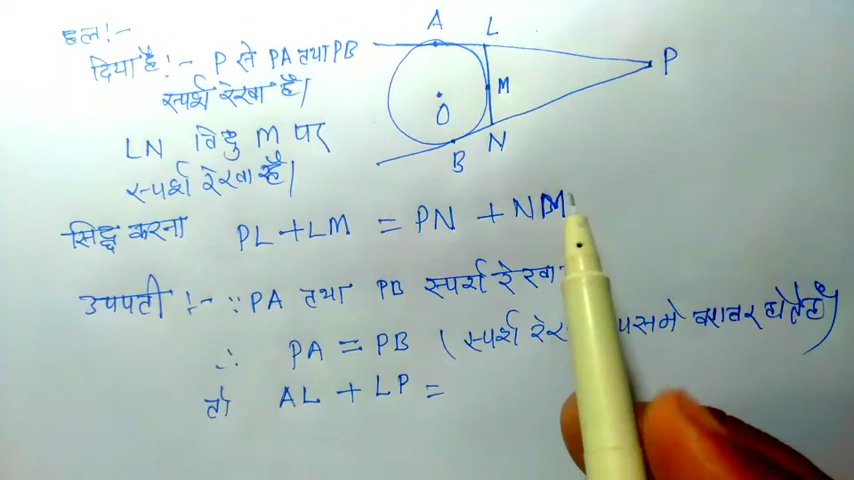 हल:-
दिया है:- P से PA तथा PB
स्पर्श रेखा है।
LN बिंदु M पर
स्पर्श रेखा है।
A
L
P
M
O
N
B
सिद्ध करना PL + LM = PN + NM
उपपती :- ∵ PA तथा PB स्पर्श रेखा
∴ PA = PB ( स्पर्श बराबर होते हैं)
तो AL + LP =